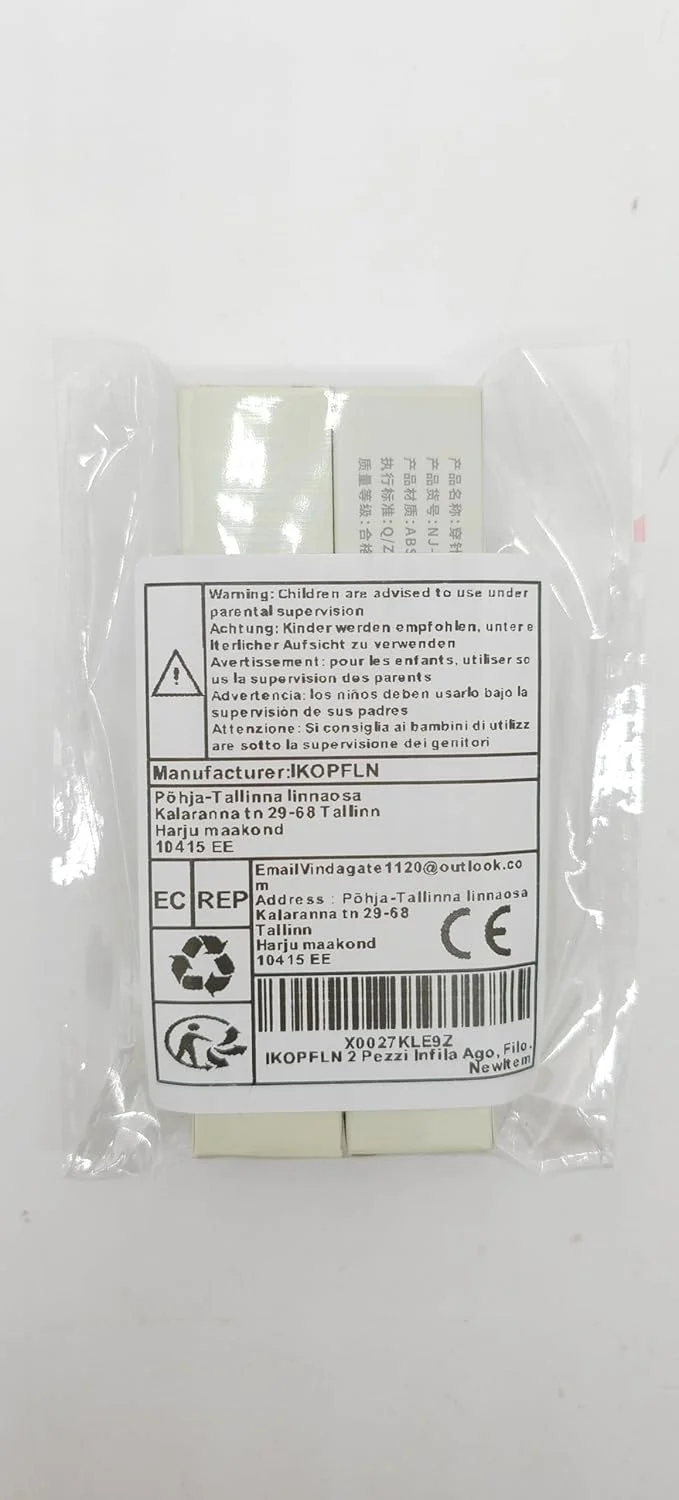 产品名称:穿针
产品货号:NJ-
产品材质:ABS
执行标准:Q/Z
质量等级:合格
Warning: Children are advised to use under
parental supervision
Achtung: Kinder werden empfohlen, unter e
lterlicher Aufsicht zu verwenden
Avertissement: pour les enfants, utiliser so
us la supervision des parents
Advertencia: los niños deben usarlo bajo la
supervisión de sus padres
Attenzione: Si consiglia ai bambini di utilizz
are sotto la supervisione dei genitori
Manufacturer:IKOPFLN
Põhja-Tallinna linnaosa
Kalaranna tn 29-68 Tallinn
Harju maakond
10415 EE
EC REP
EmailVindagate1120@outlook.co
m
Address : Põhja-Tallinna linnaosa
Kalaranna tn 29-68
Tallinn
Harju maakond
10415 EE
CE
X0027KLE9Z
IKOPFLN 2 Pezzi Infila Ago, Filo.
NewItem